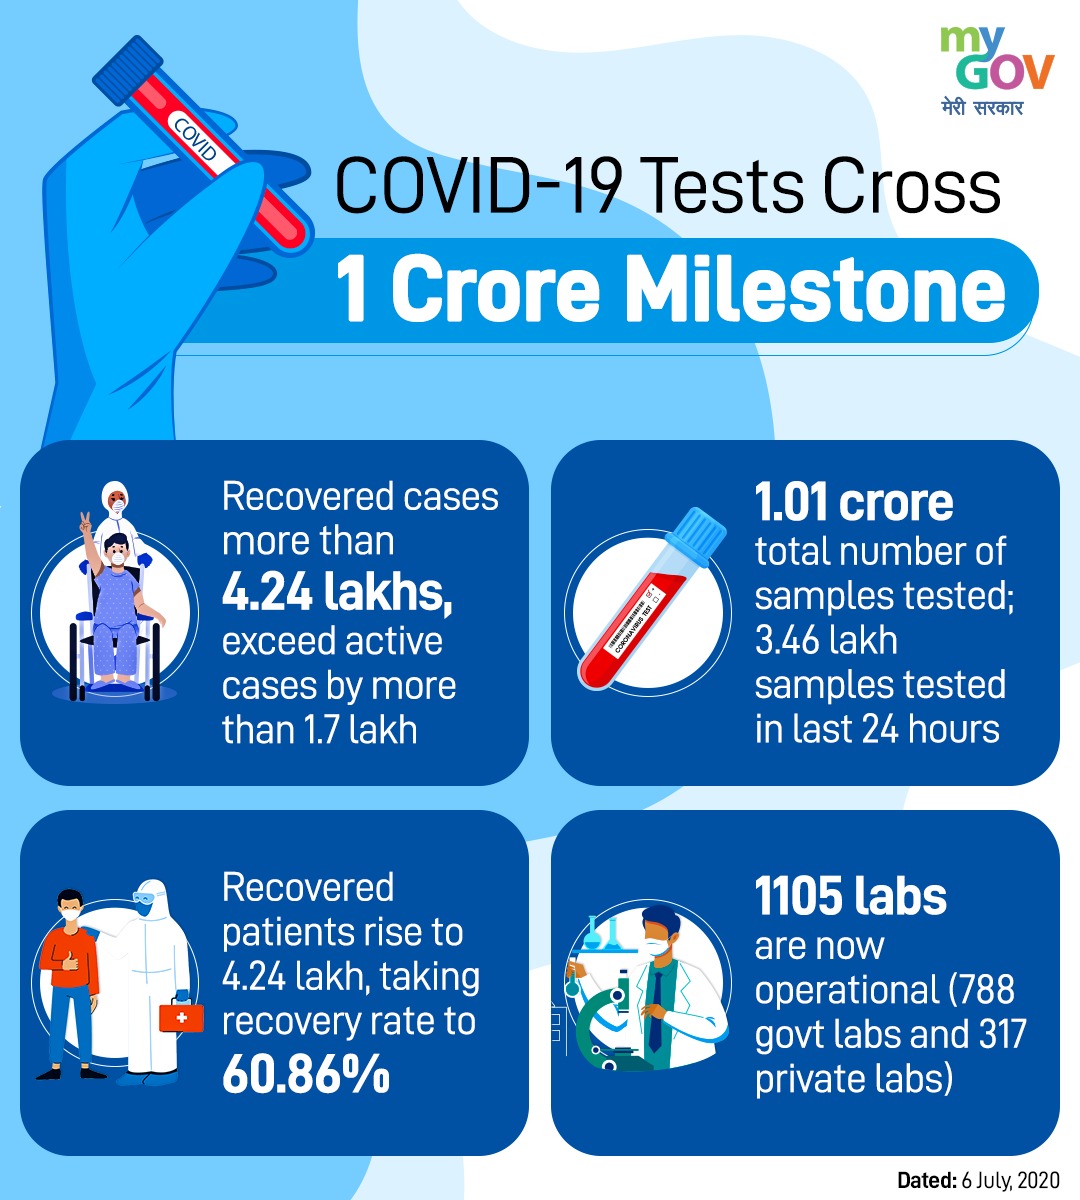 my
GOV
मेरी सरकार
COVID
COVID-19 Tests Cross
1 Crore Milestone
Recovered cases
more than
4.24 lakhs,
exceed active
cases by more
than 1.7 lakh
1.01 crore
total number of
samples tested;
3.46 lakh
samples tested
in last 24 hours
CORONAVIRUS TEST
Recovered
patients rise to
4.24 lakh, taking
recovery rate to
60.86%
1105 labs
are now
operational (788
govt labs and 317
private labs)
Dated: 6 July, 2020